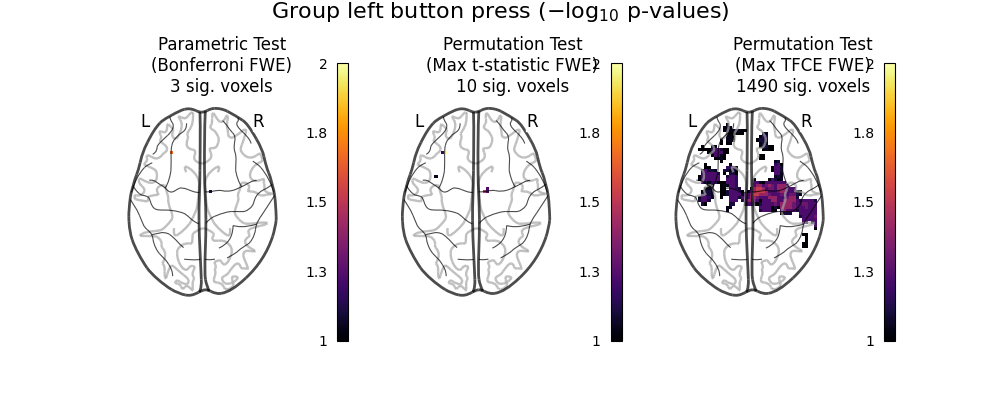 Group left button press (−log₁₀ p-values)
Parametric Test
(Bonferroni FWE)
3 sig. voxels
L
R
2
1.8
1.5
1.3
1
Permutation Test
(Max t-statistic FWE)
10 sig. voxels
L
R
2
1.8
1.5
1.3
1
Permutation Test
(Max TFCE FWE)
1490 sig. voxels
L
R
2
1.8
1.5
1.3
1